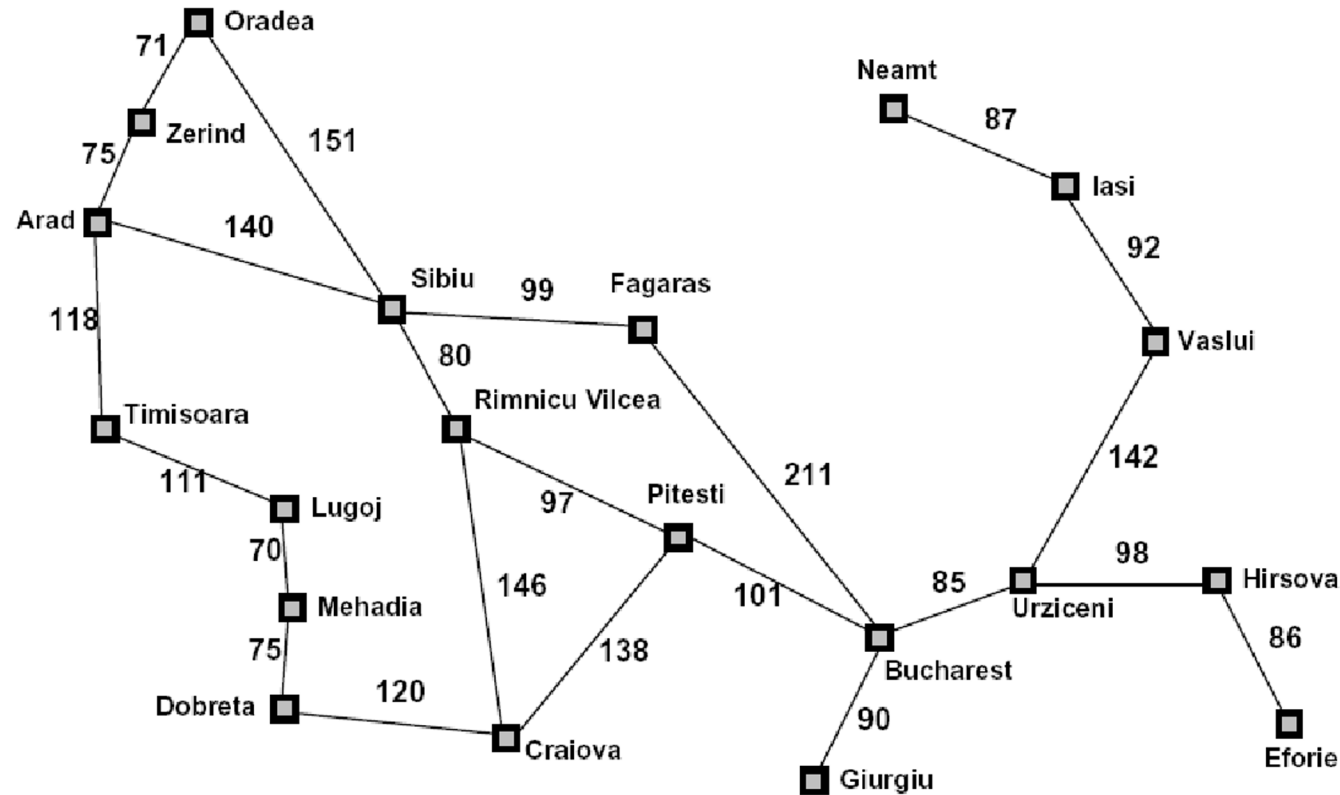 Oradea
71
Neamt
87
Zerind
151
75
Iasi
Arad
140
92
Sibiu
99
Fagaras
118
80
Vaslui
Timisoara
Rimnicu Vilcea
142
111
97
Pitesti
211
Lugoj
70
146
101
85
98
Hirsova
Mehadia
Urziceni
75
138
86
120
Bucharest
Dobreta
90
Craiova
Eforie
Giurgiu